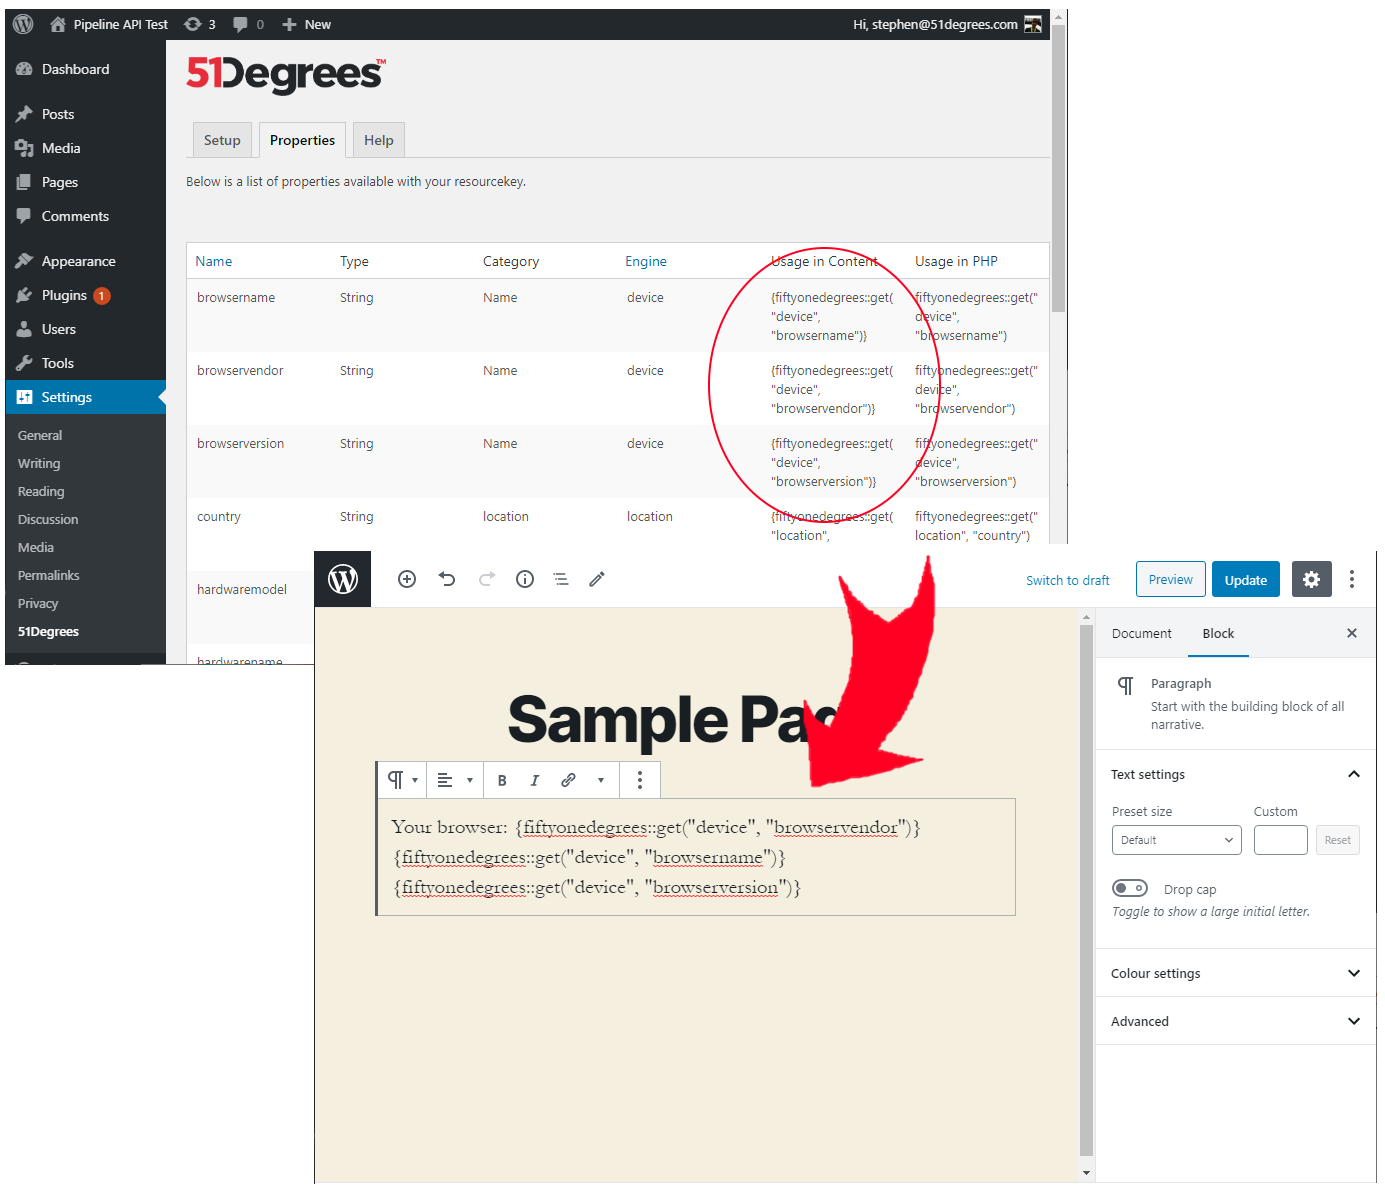 Pipeline API Test 3 0 New Hi, stephen@51degrees.com
Dashboard
Posts
Media
Pages
Comments
Appearance
Plugins 1
Users
Tools
Settings
General
Writing
Reading
Discussion
Media
Permalinks
Privacy
51Degrees
51Degrees™
Setup Properties Help
Below is a list of properties available with your resourcekey.
Name Type Category Engine Usage in Content Usage in PHP
browsername String Name device {fiftyonedegrees::get( fiftyonedegrees::get("
"device", device",
"browsername")} "browsername")
browservendor String Name device {fiftyonedegrees::get( fiftyonedegrees::get("
"device", device",
"browservendor")} "browservendor")
browserversion String Name device {fiftyonedegrees::get( fiftyonedegrees::get("
"device", device",
"browserversion")} "browserversion")
country String location location {fiftyonedegrees::get( fiftyonedegrees::get("
"location", location", "country")
hardwaremodel
hardwarename
Switch to draft Preview Update
Document Block
Paragraph
Start with the building block of all
narrative.
Text settings
Preset size Custom
Default Reset
Drop cap
Toggle to show a large initial letter.
Colour settings
Advanced
Sample Pa
B I
Your browser: {fiftyonedegrees::get("device", "browservendor")}
{fiftyonedegrees::get("device", "browsername")}
{fiftyonedegrees::get("device", "browserversion")}